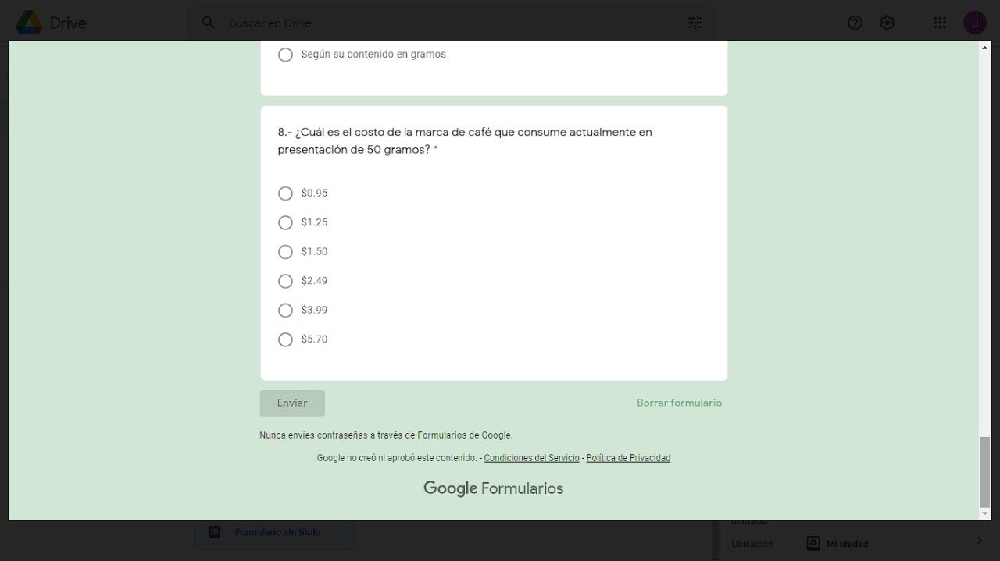 Drive
Buscar en Drive
J
Según su contenido en gramos
8.- ¿Cuál es el costo de la marca de café que consume actualmente en
presentación de 50 gramos? *
$0.95
$1.25
$1.50
$2.49
$3.99
$5.70
Enviar
Borrar formulario
Nunca envíes contraseñas a través de Formularios de Google.
Google no creó ni aprobó este contenido. - Condiciones del Servicio - Política de Privacidad
Google Formularios
utilizado
Formulario sin título
Ubicación
Mi unidad